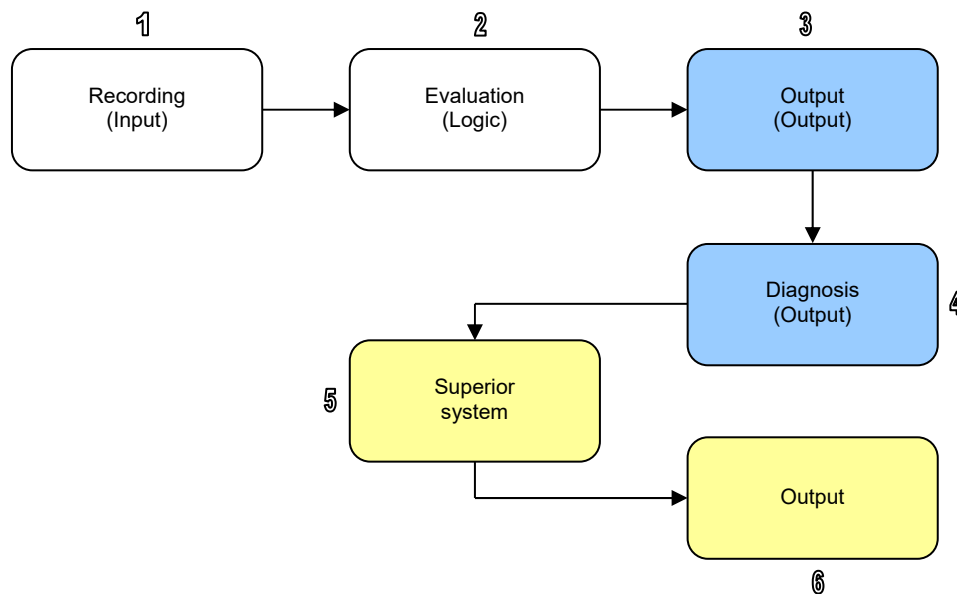 1
2
3
Recording
(Input)
Evaluation
(Logic)
Output
(Output)
Diagnosis
(Output)
4
5
Superior
system
Output
6